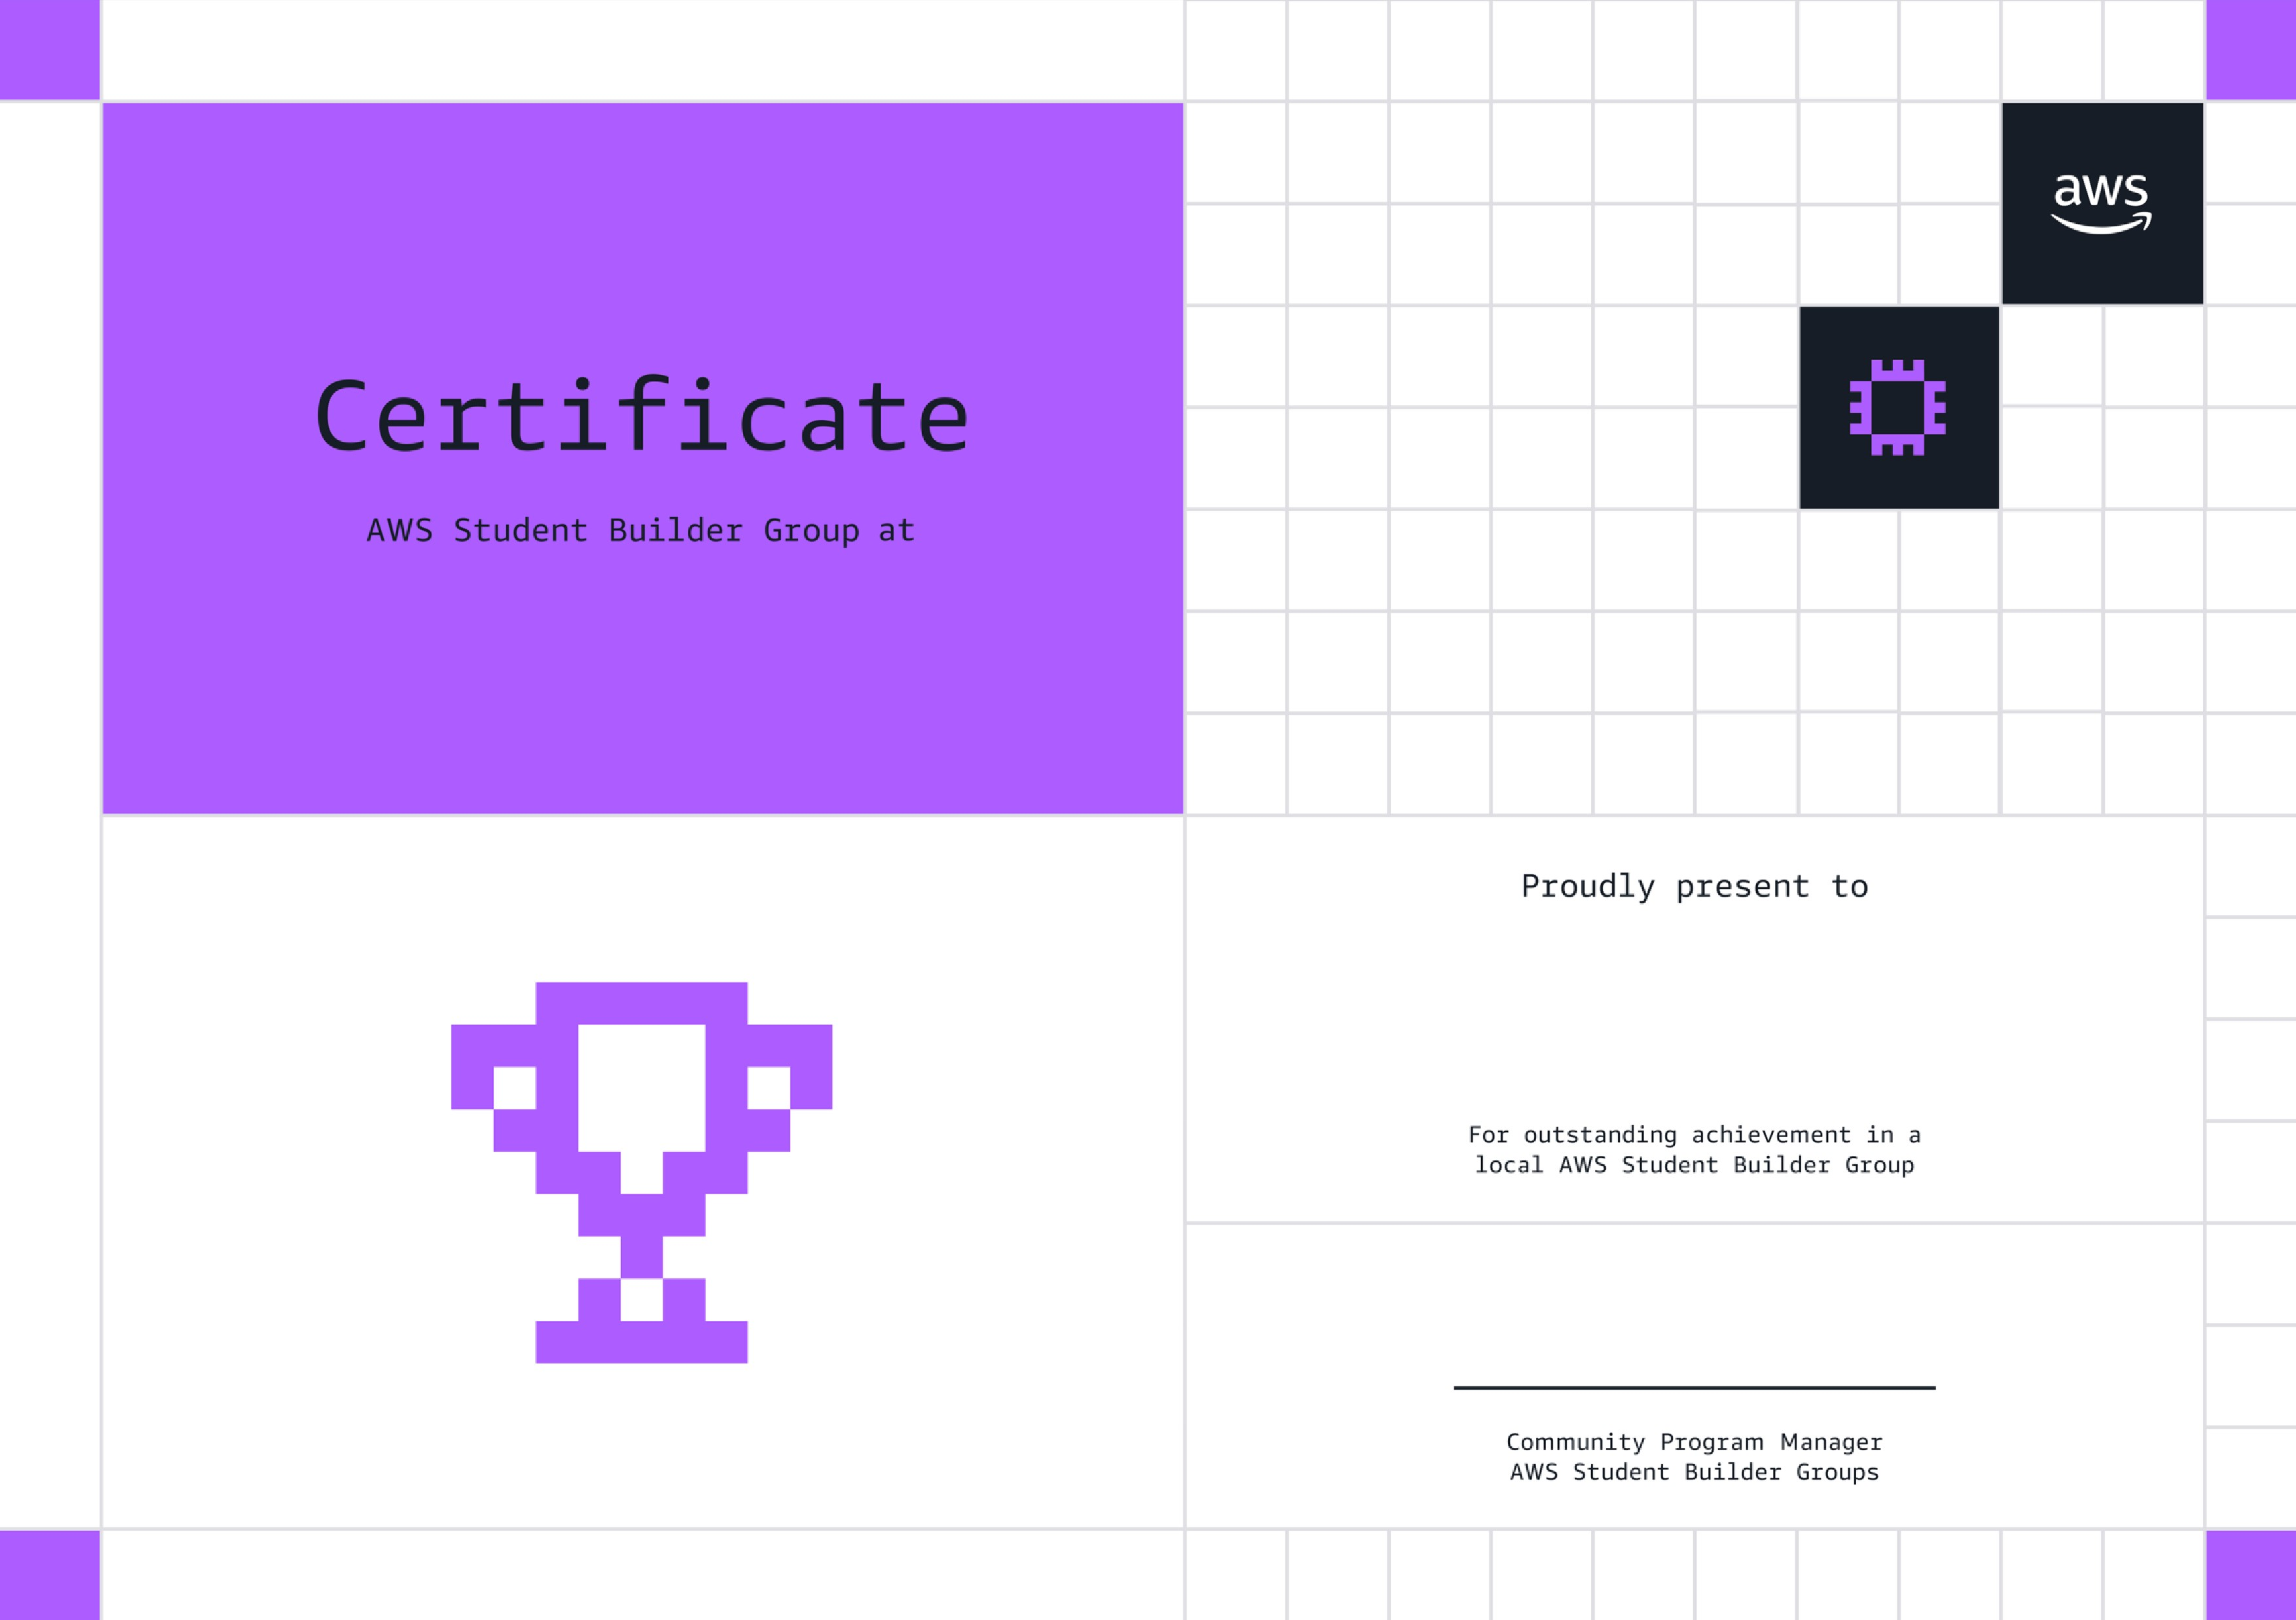 aws
Certificate
AWS Student Builder Group at
Proudly present to
For outstanding achievement in a
local AWS Student Builder Group
Community Program Manager
AWS Student Builder Groups